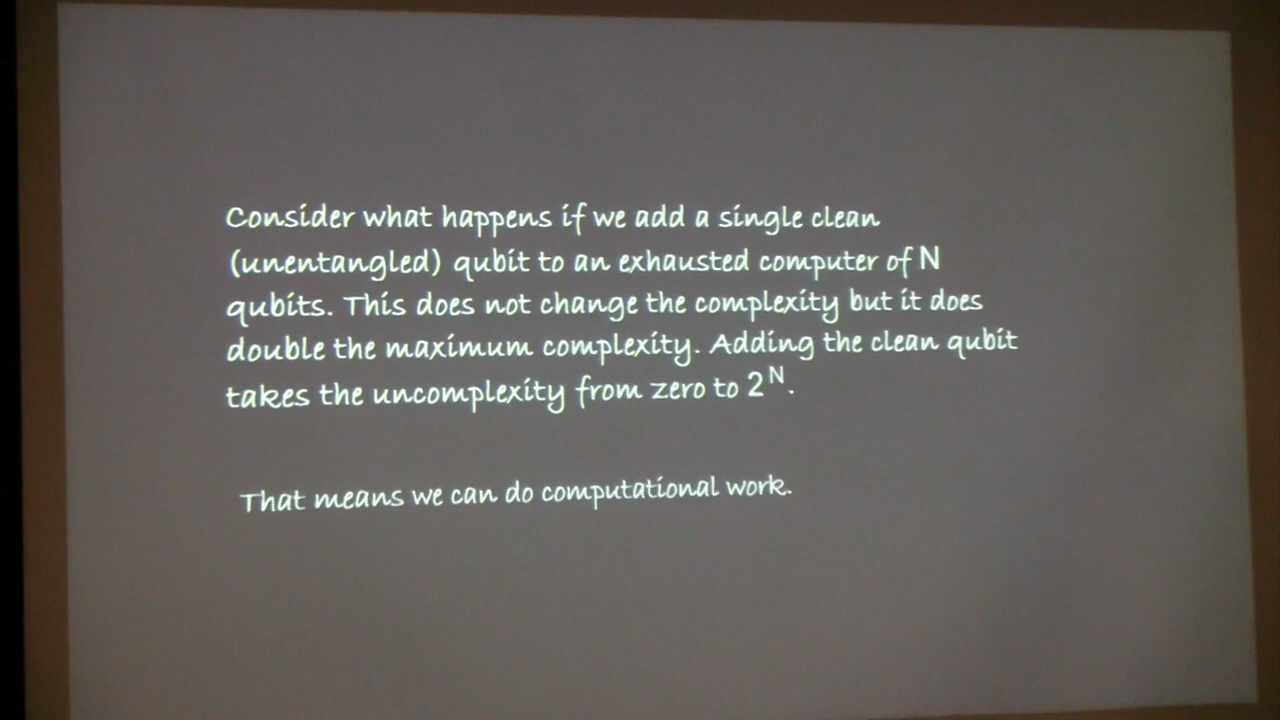 Consider what happens if we add a single clean
(unentangled) qubit to an exhausted computer of N
qubits. This does not change the complexity but it does
double the maximum complexity. Adding the clean qubit
takes the uncomplexity from zero to 2^N.
That means we can do computational work.